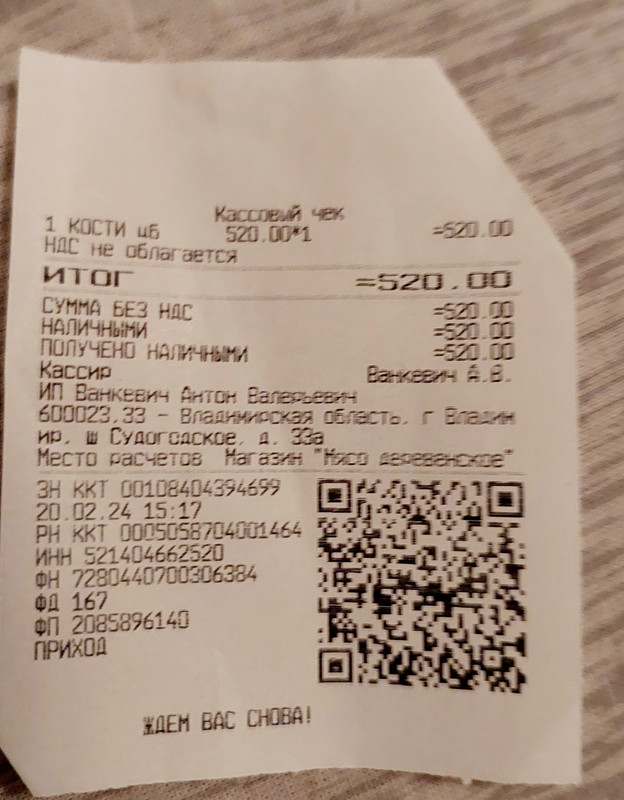 Кассовый чек
1 КОСТИ цб 520.00*1 =520.00
НДС не облагается
ИТОГ =520.00
СУММА БЕЗ НДС =520.00
НАЛИЧНЫМИ =520.00
ПОЛУЧЕНО НАЛИЧНЫМИ =520.00
Кассир Ванкевич А.В.
ИП Ванкевич Антон Валерьевич
600023,33 - Владимирская область, г Владим
ир, ш Судогодское, д. 33а
Место расчетов Магазин "Мясо деревенское"
ЗН ККТ 00108404394699
20.02.24 15:17
РН ККТ 0005058704001464
ИНН 521404662520
ФН 7280440700306384
ФД 167
ФП 2085896140
ПРИХОД
ЖДЕМ ВАС СНОВА!